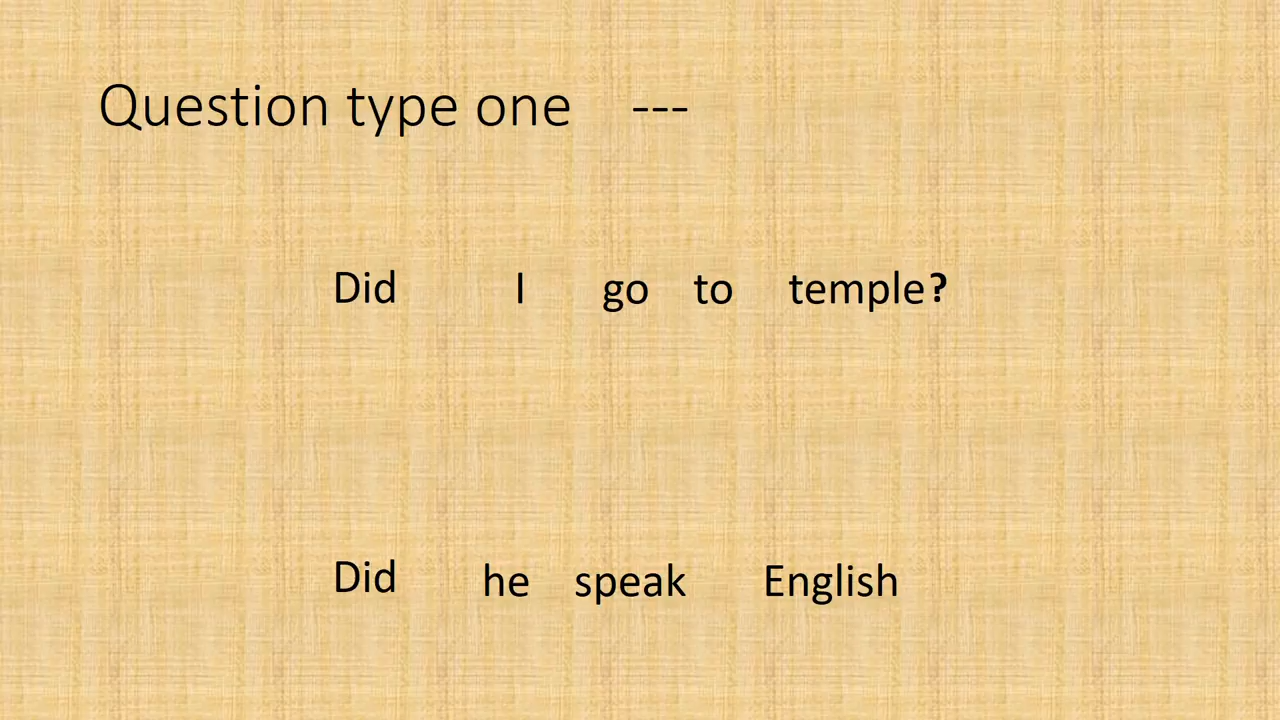 Question type one ---
Did I go to temple?
Did he speak English